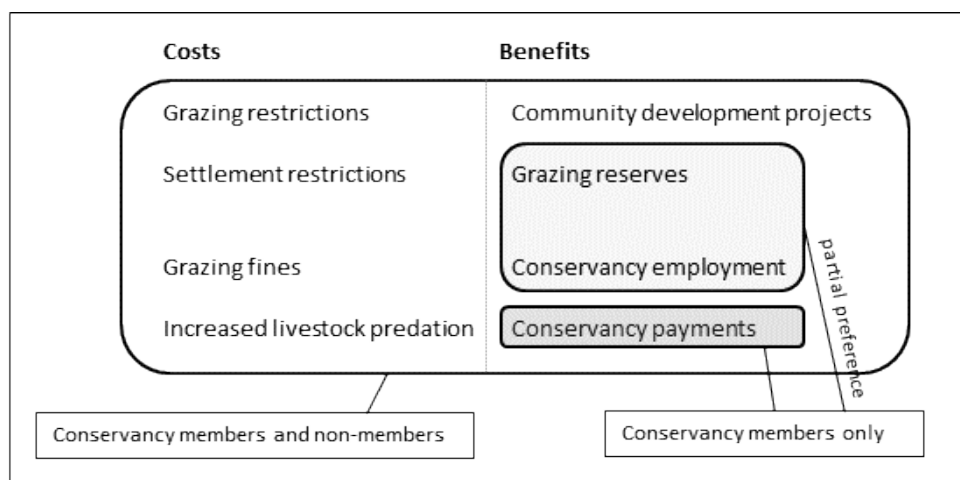 Costs Benefits
Grazing restrictions Community development projects
Settlement restrictions Grazing reserves
Grazing fines Conservancy employment
Increased livestock predation Conservancy payments
partial preference
Conservancy members and non-members
Conservancy members only